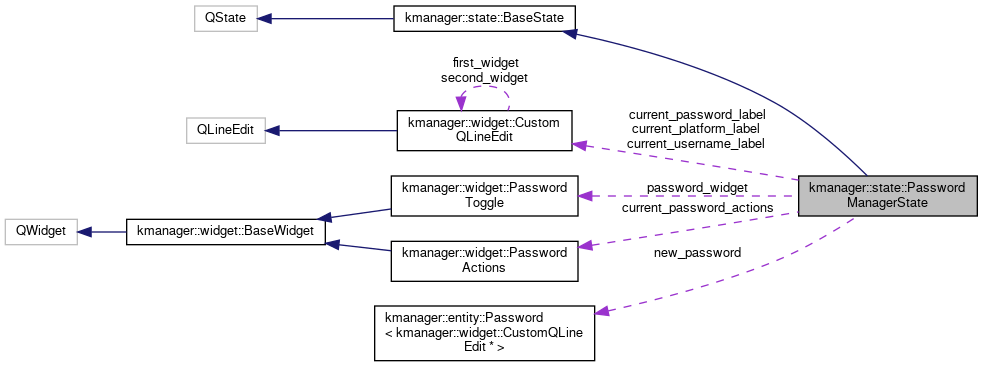 QState
kmanager::state::BaseState
first_widget
second_widget
QLineEdit
kmanager::widget::Custom
QLineEdit
current_password_label
current_platform_label
current_username_label
kmanager::state::Password
ManagerState
kmanager::widget::Password
Toggle
password_widget
current_password_actions
QWidget
kmanager::widget::BaseWidget
kmanager::widget::Password
Actions
new_password
kmanager::entity::Password
< kmanager::widget::CustomQLine
Edit * >